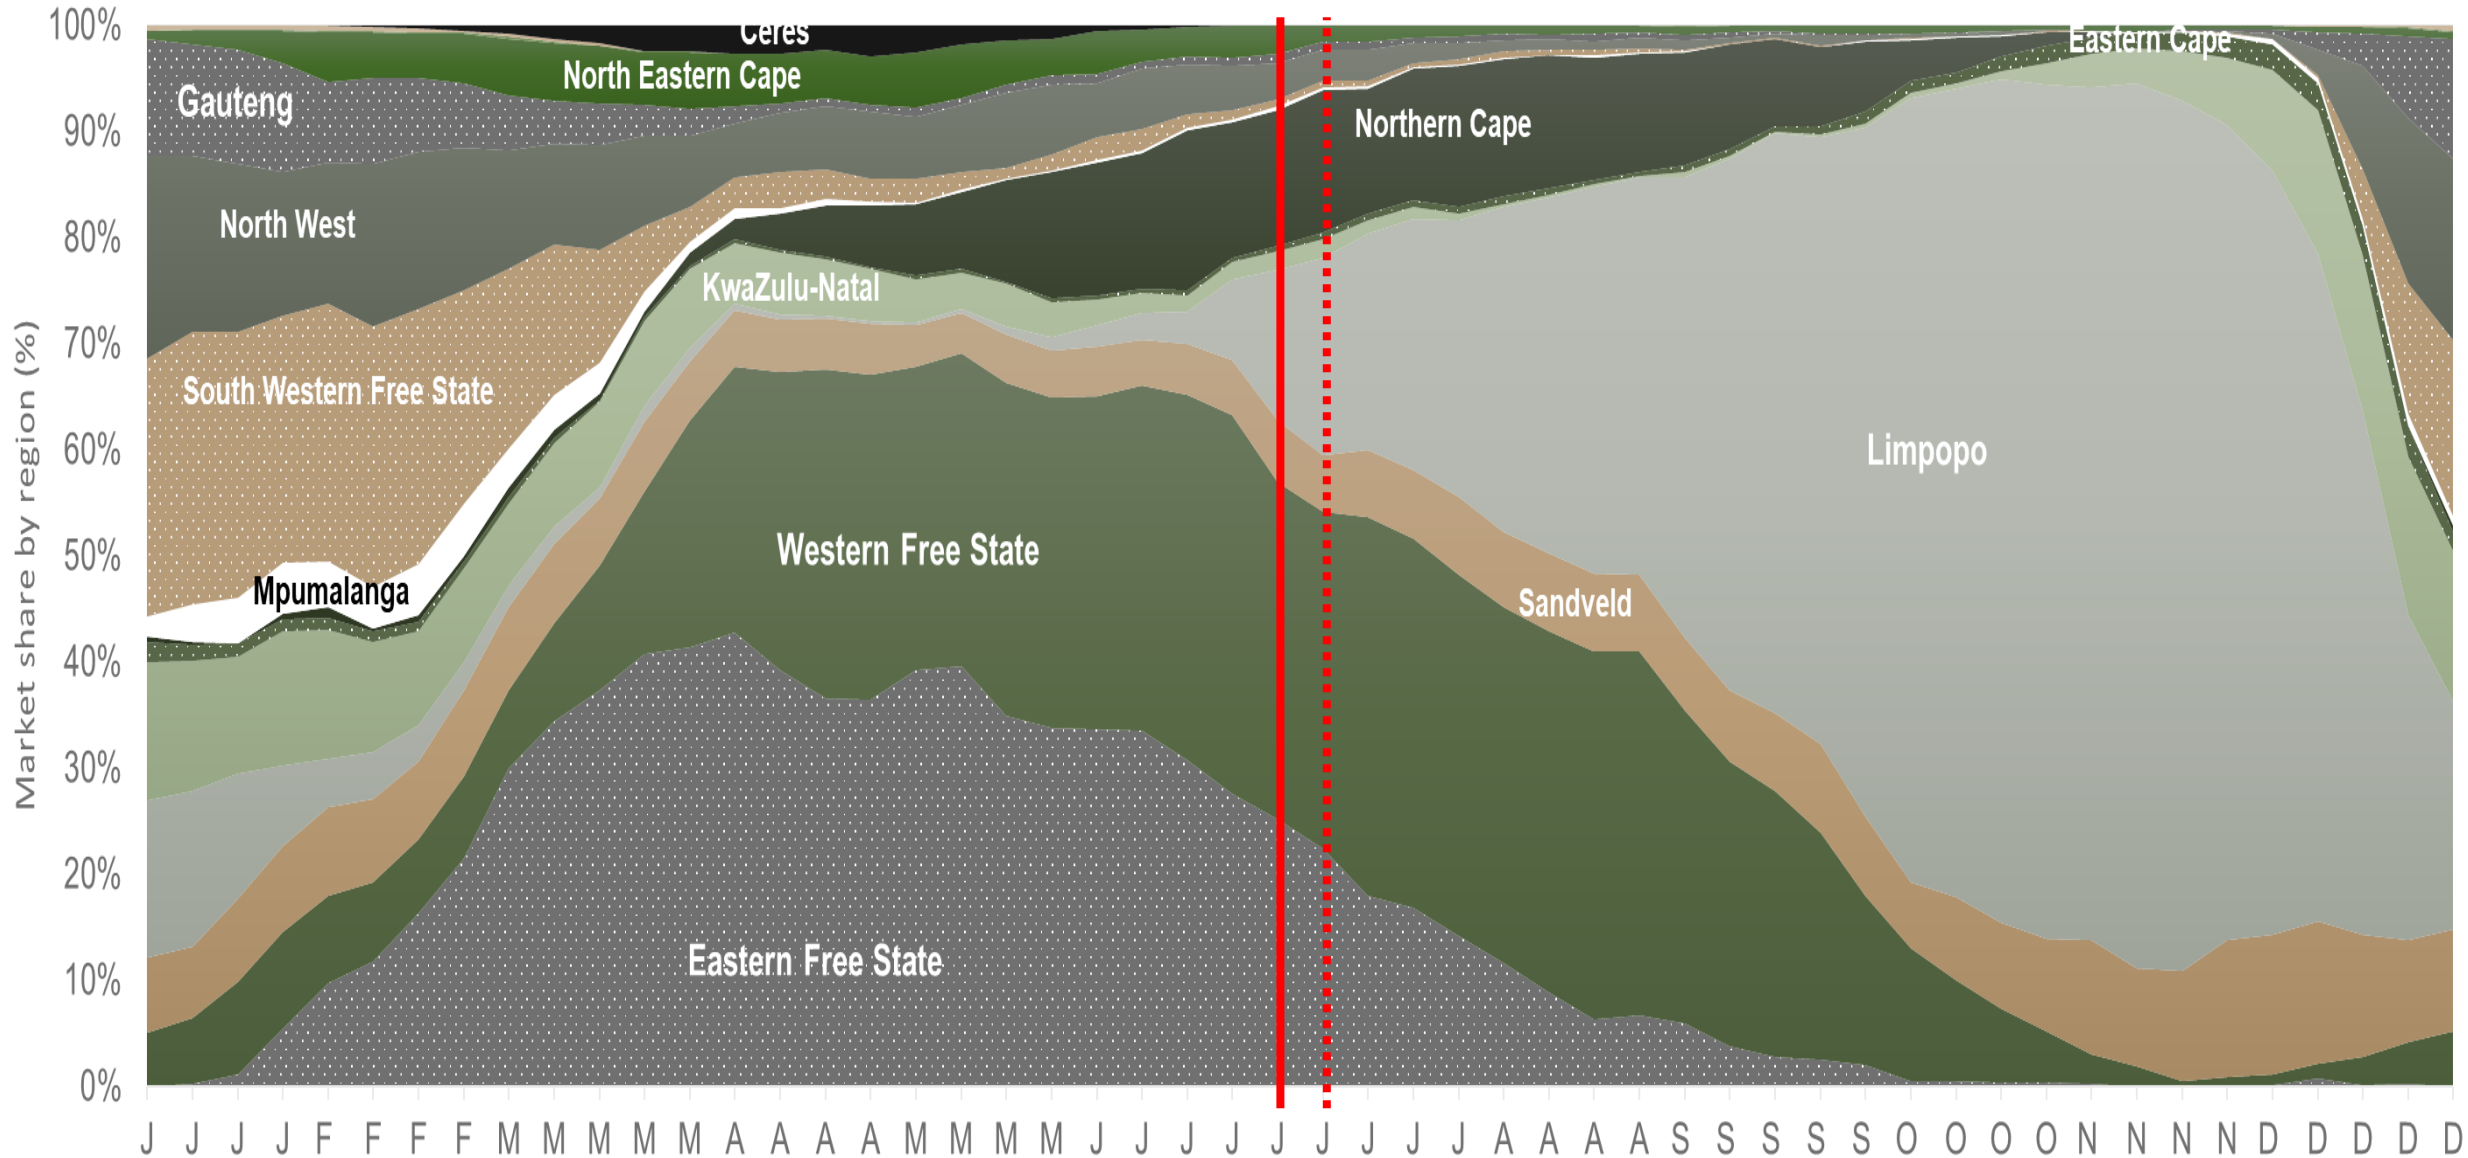 100%
90%
80%
70%
60%
50%
40%
30%
20%
10%
0%
Market share by region (%)
Ceres
North Eastern Cape
Eastern Cape
Gauteng
Northern Cape
North West
KwaZulu-Natal
South Western Free State
Limpopo
Western Free State
Mpumalanga
Sandveld
Eastern Free State
J J J J F F F F M M M M M A A A A M M M M J J J J J J J J J A A A A S S S S S O O O O N N N N D D D D D